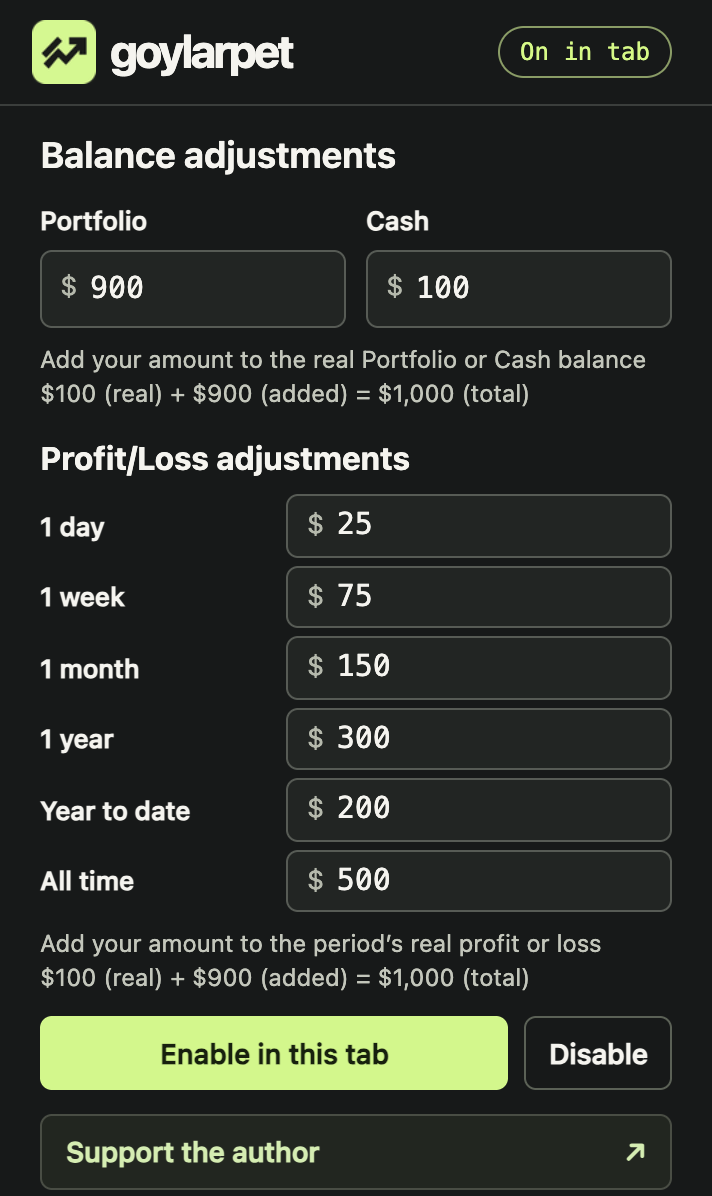 goylarpet
On in tab
Balance adjustments
Portfolio
Cash
$ 900
$ 100
Add your amount to the real Portfolio or Cash balance
$100 (real) + $900 (added) = $1,000 (total)
Profit/Loss adjustments
1 day
$ 25
1 week
$ 75
1 month
$ 150
1 year
$ 300
Year to date
$ 200
All time
$ 500
Add your amount to the period’s real profit or loss
$100 (real) + $900 (added) = $1,000 (total)
Enable in this tab
Disable
Support the author